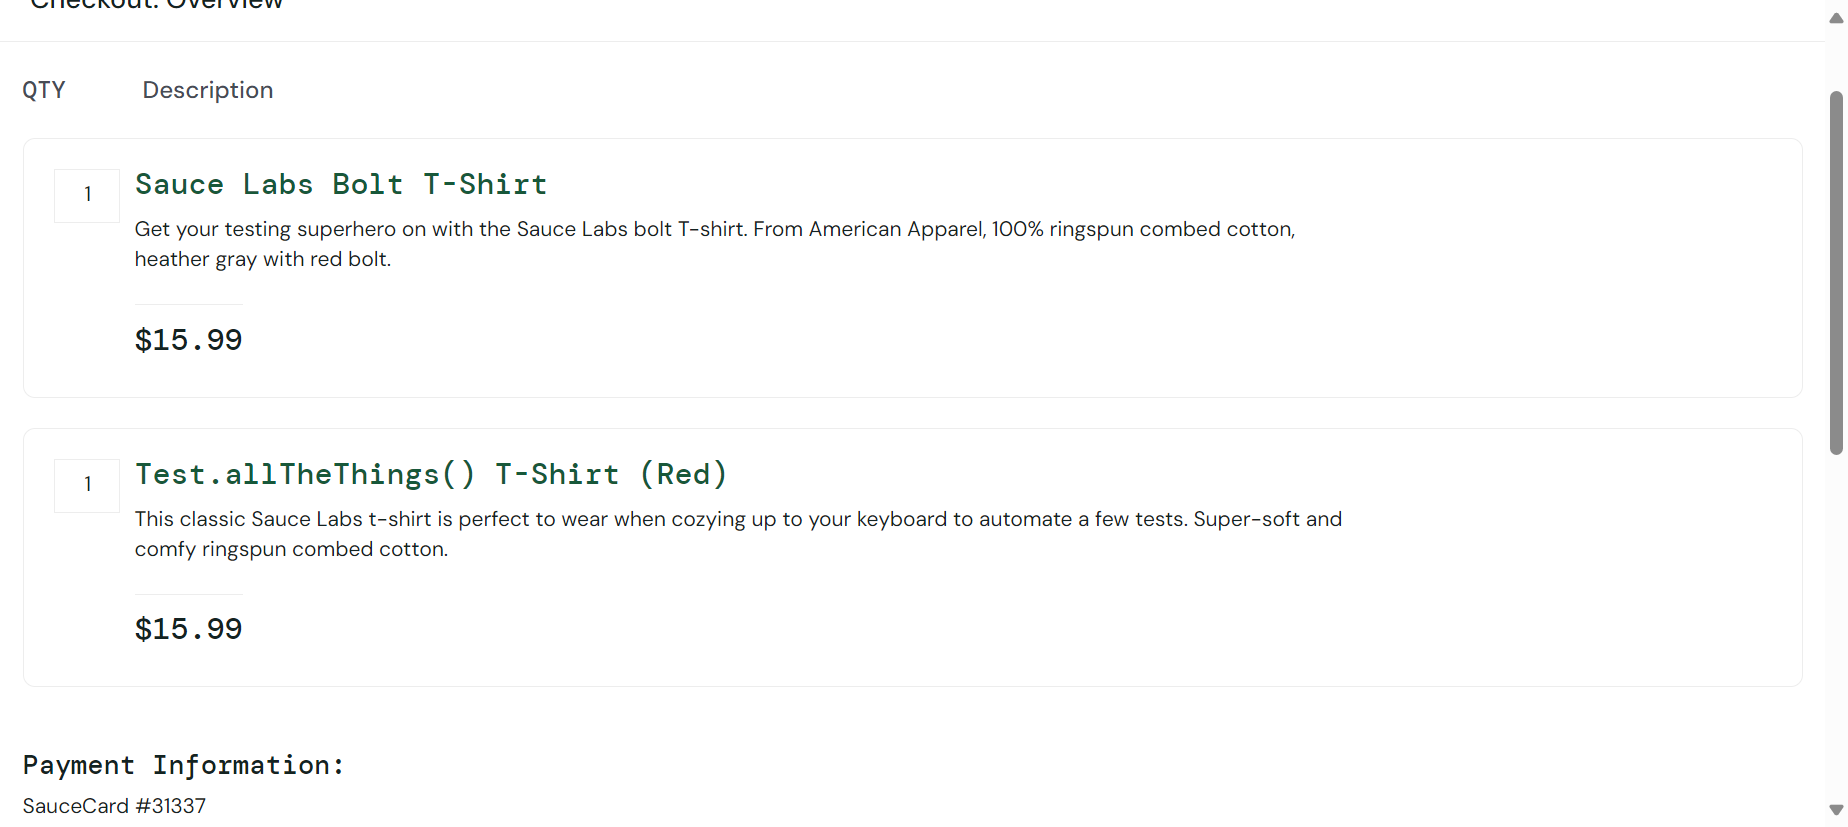 Checkout: Overview
QTY Description
1 Sauce Labs Bolt T-Shirt
Get your testing superhero on with the Sauce Labs bolt T-shirt. From American Apparel, 100% ringspun combed cotton,
heather gray with red bolt.
$15.99
1 Test.allTheThings() T-Shirt (Red)
This classic Sauce Labs t-shirt is perfect to wear when cozying up to your keyboard to automate a few tests. Super-soft and
comfy ringspun combed cotton.
$15.99
Payment Information:
SauceCard #31337